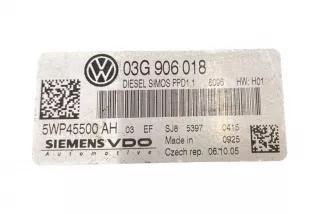 03G 906 018
DIESEL SIMOS PPD1.1 6096 HW: H01
5WP45500 AH 03 EF SJ8 5397 0415
SIEMENS VDO Made in 0925
Automotive Czech rep. 06.10.05